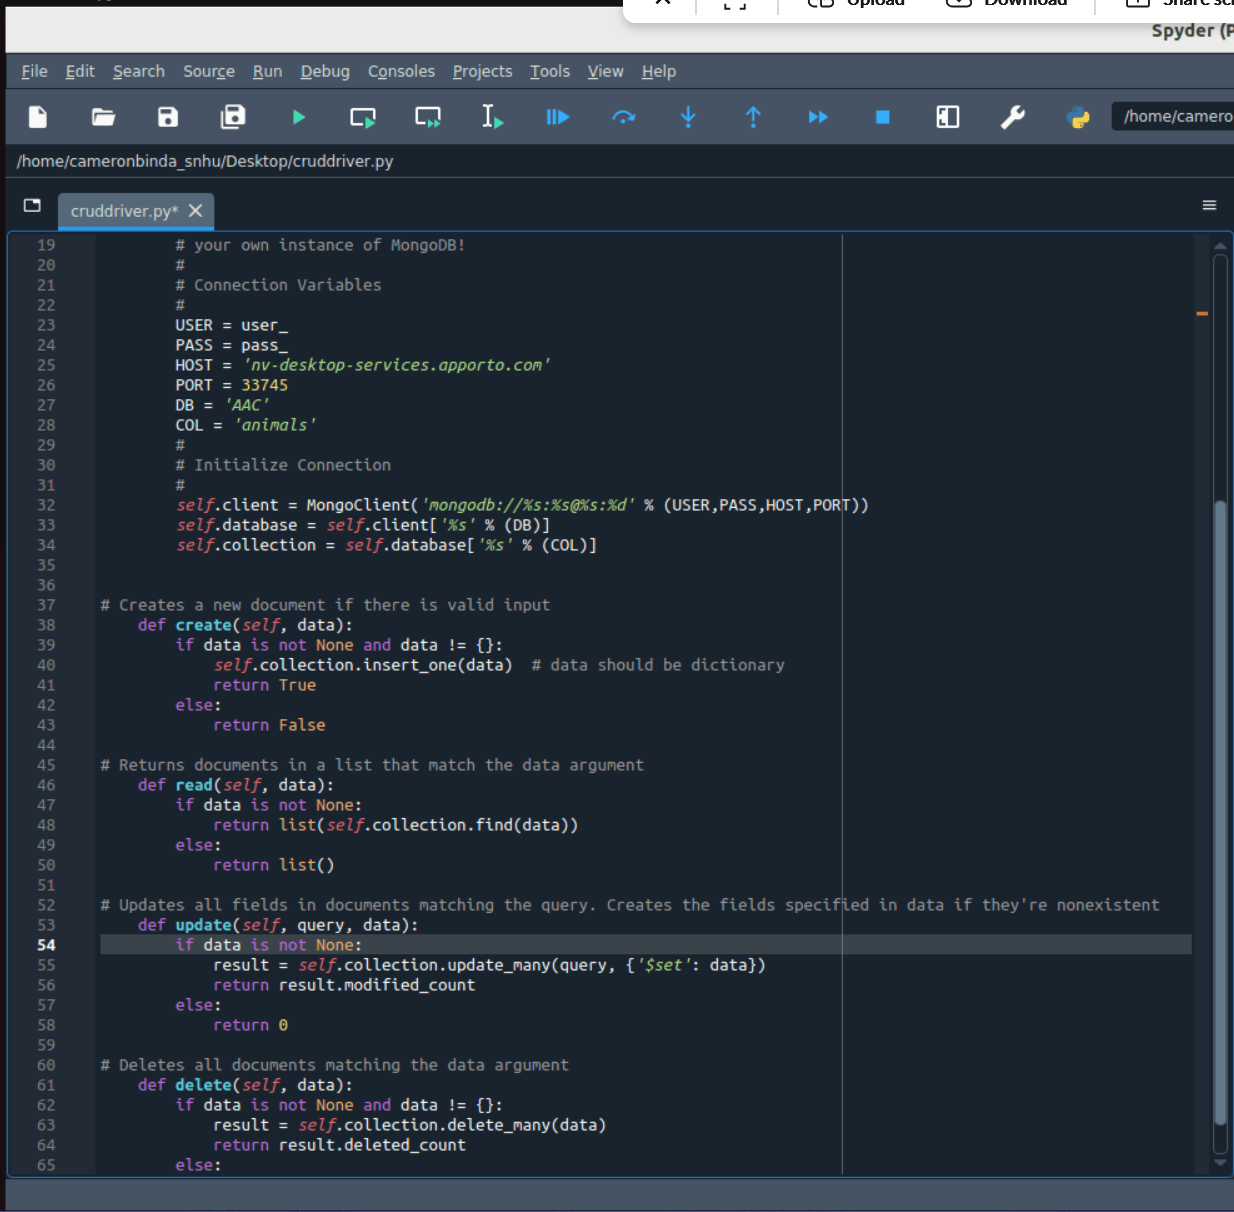 Upload Download Share scr
Spyder (P
File Edit Search Source Run Debug Consoles Projects Tools View Help
/home/camero
/home/cameronbinda_snhu/Desktop/cruddriver.py
cruddriver.py*
19 # your own instance of MongoDB!
20 #
21 # Connection Variables
22 #
23 USER = user_
24 PASS = pass_
25 HOST = 'nv-desktop-services.apporto.com'
26 PORT = 33745
27 DB = 'AAC'
28 COL = 'animals'
29 #
30 # Initialize Connection
31 #
32 self.client = MongoClient('mongodb://%s:%s@%s:%d' % (USER,PASS,HOST,PORT))
33 self.database = self.client['%s' % (DB)]
34 self.collection = self.database['%s' % (COL)]
35
36
37 # Creates a new document if there is valid input
38 def create(self, data):
39 if data is not None and data != {}:
40 self.collection.insert_one(data)  # data should be dictionary
41 return True
42 else:
43 return False
44
45 # Returns documents in a list that match the data argument
46 def read(self, data):
47 if data is not None:
48 return list(self.collection.find(data))
49 else:
50 return list()
51
52 # Updates all fields in documents matching the query. Creates the fields specified in data if they're nonexistent
53 def update(self, query, data):
54 if data is not None:
55 result = self.collection.update_many(query, {'$set': data})
56 return result.modified_count
57 else:
58 return 0
59
60 # Deletes all documents matching the data argument
61 def delete(self, data):
62 if data is not None and data != {}:
63 result = self.collection.delete_many(data)
64 return result.deleted_count
65 else: